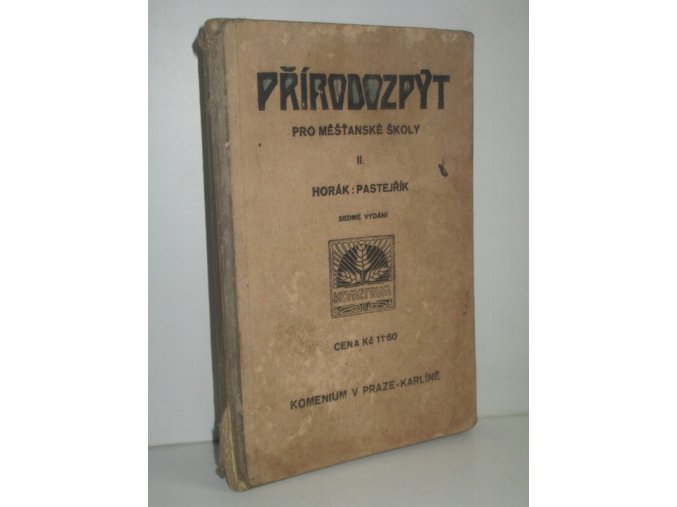 PŘÍRODOZPYT
PRO MĚŠŤANSKÉ ŠKOLY
II.
HORÁK : PASTEJŘÍK
SEDMÉ VYDÁNÍ
KOMENIUM
CENA Kč 11·60
KOMENIUM V PRAZE-KARLÍNĚ